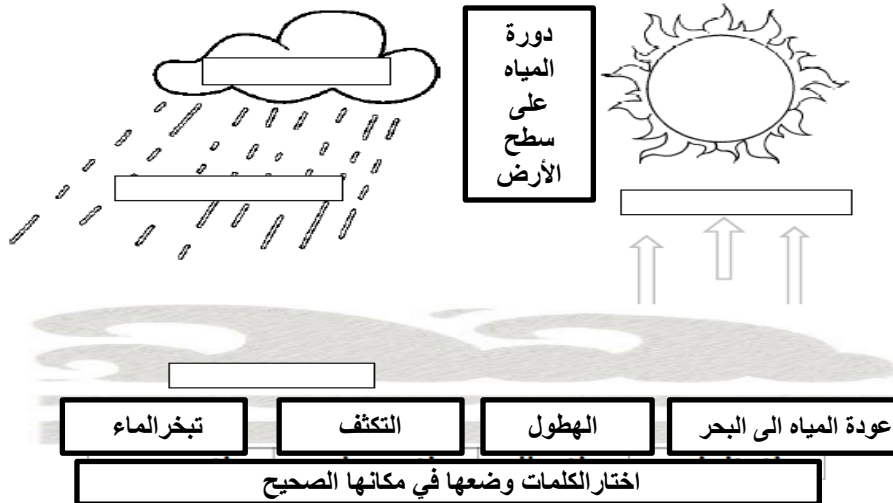 دورة
المياه
على
سطح
الأرض
عودة المياه الى البحر
الهطول
التكثف
تبخرالماء
اختارالكلمات وضعها في مكانها الصحيح